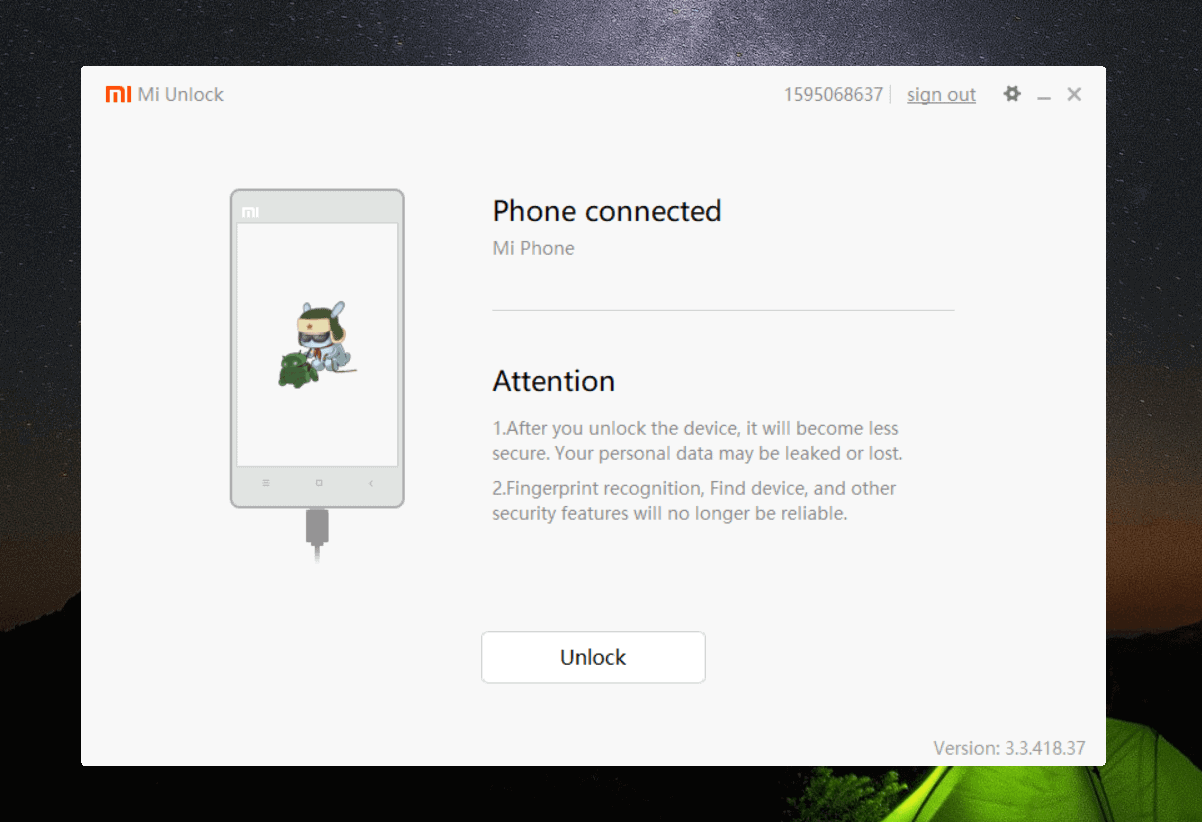 mi Mi Unlock
1595068637 sign out
mi
Phone connected
Mi Phone
Attention
1.After you unlock the device, it will become less
secure. Your personal data may be leaked or lost.
2.Fingerprint recognition, Find device, and other
security features will no longer be reliable.
Unlock
Version: 3.3.418.37